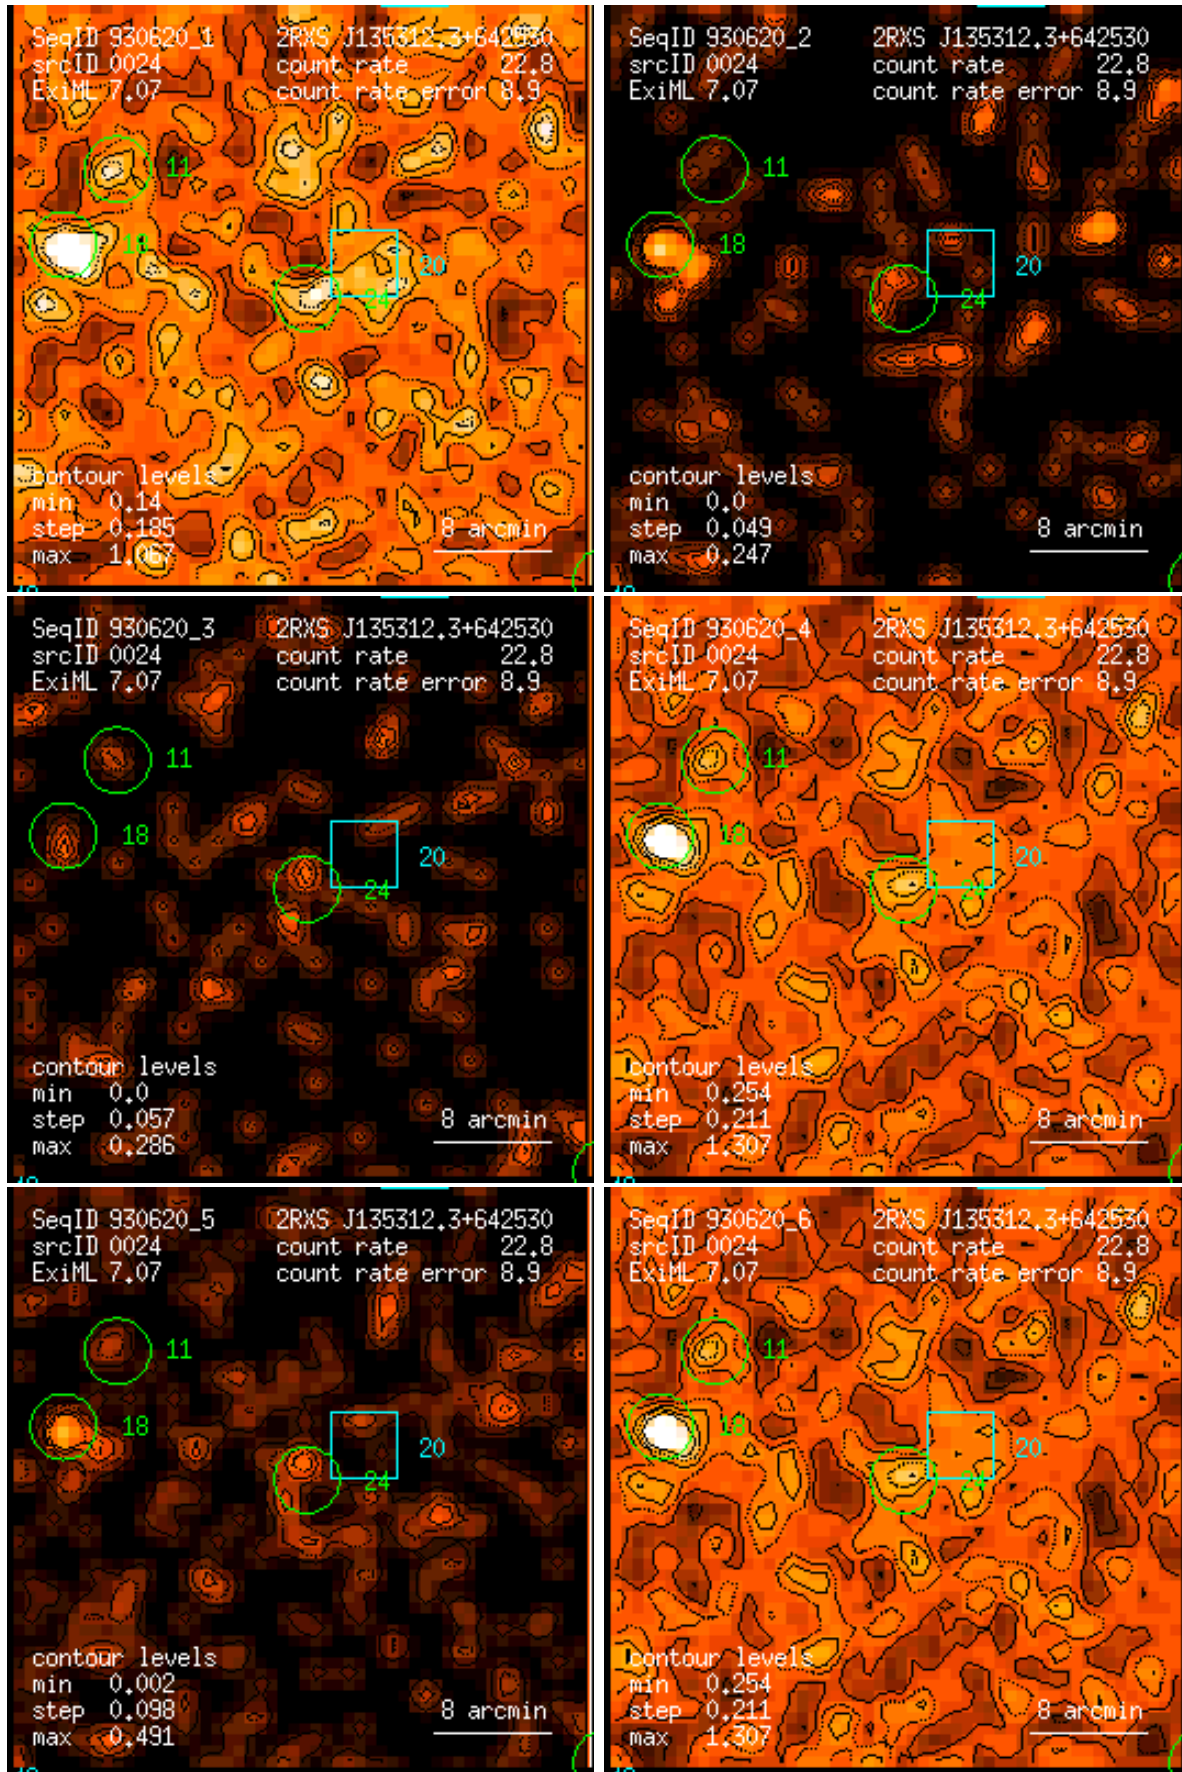 SeqID 930620_1 2RXS J135312.3+642530
srcID 0024 count rate 22.8
ExiML 7.07 count rate error 8.9
11
18
20
24
contour levels
min 0.14
step 0.185
max 1.067
8 arcmin
SeqID 930620_2 2RXS J135312.3+642530
srcID 0024 count rate 22.8
ExiML 7.07 count rate error 8.9
11
18
20
24
contour levels
min 0.0
step 0.049
max 0.247
8 arcmin
SeqID 930620_3 2RXS J135312.3+642530
srcID 0024 count rate 22.8
ExiML 7.07 count rate error 8.9
11
18
20
24
contour levels
min 0.0
step 0.057
max 0.286
8 arcmin
SeqID 930620_4 2RXS J135312.3+642530
srcID 0024 count rate 22.8
ExiML 7.07 count rate error 8.9
11
18
20
24
contour levels
min 0.254
step 0.211
max 1.307
8 arcmin
SeqID 930620_5 2RXS J135312.3+642530
srcID 0024 count rate 22.8
ExiML 7.07 count rate error 8.9
11
18
20
24
contour levels
min 0.002
step 0.098
max 0.491
8 arcmin
SeqID 930620_6 2RXS J135312.3+642530
srcID 0024 count rate 22.8
ExiML 7.07 count rate error 8.9
11
18
20
24
contour levels
min 0.254
step 0.211
max 1.307
8 arcmin